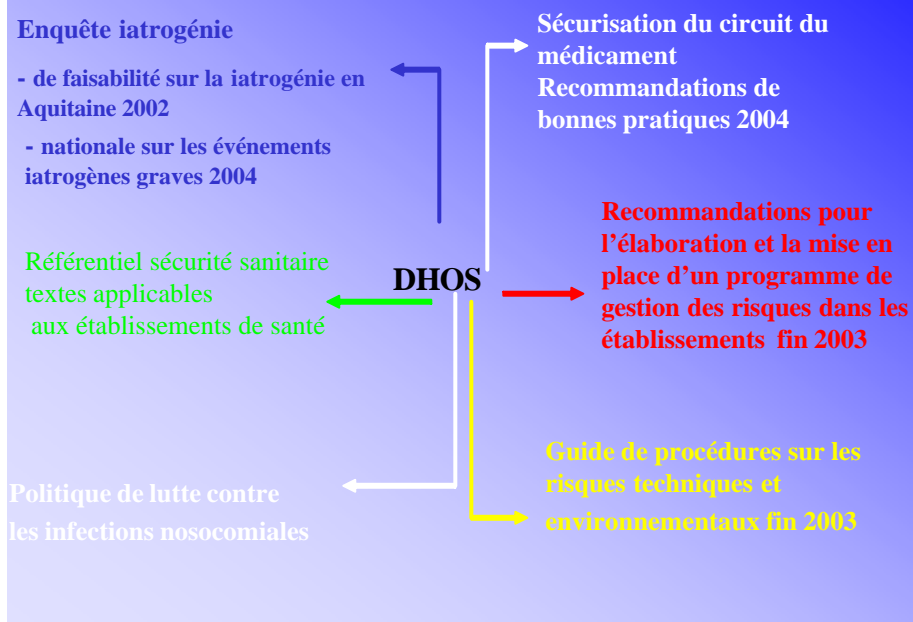 Enquête iatrogénie
- de faisabilité sur la iatrogénie en
Aquitaine 2002
- nationale sur les événements
iatrogènes graves 2004
Sécurisation du circuit du
médicament
Recommandations de
bonnes pratiques 2004
Référentiel sécurité sanitaire
textes applicables
aux établissements de santé
DHOS
Recommandations pour
l’élaboration et la mise en
place d’un programme de
gestion des risques dans les
établissements fin 2003
Politique de lutte contre
les infections nosocomiales
Guide de procédures sur les
risques techniques et
environnementaux fin 2003